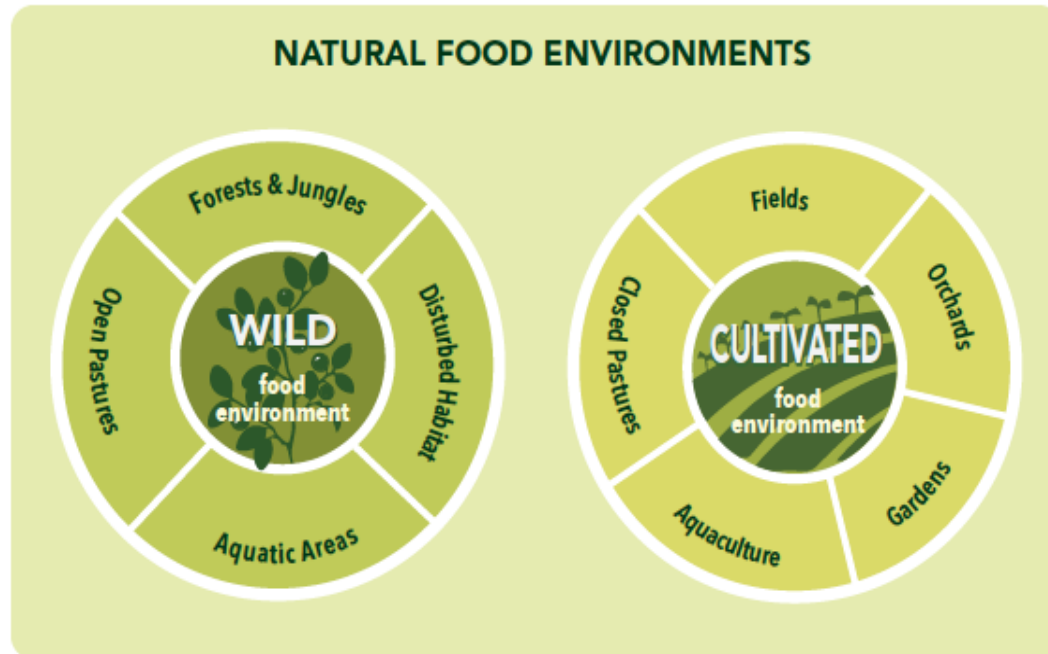 NATURAL FOOD ENVIRONMENTS
Forests & Jungles
Open Pastures
Disturbed Habitat
Aquatic Areas
WILD
food
environment
Fields
Closed Pastures
Orchards
Gardens
Aquaculture
CULTIVATED
food
environment